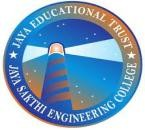 ★ JAYA EDUCATIONAL TRUST ★
JAYA SAKTHI ENGINEERING COLLEGE